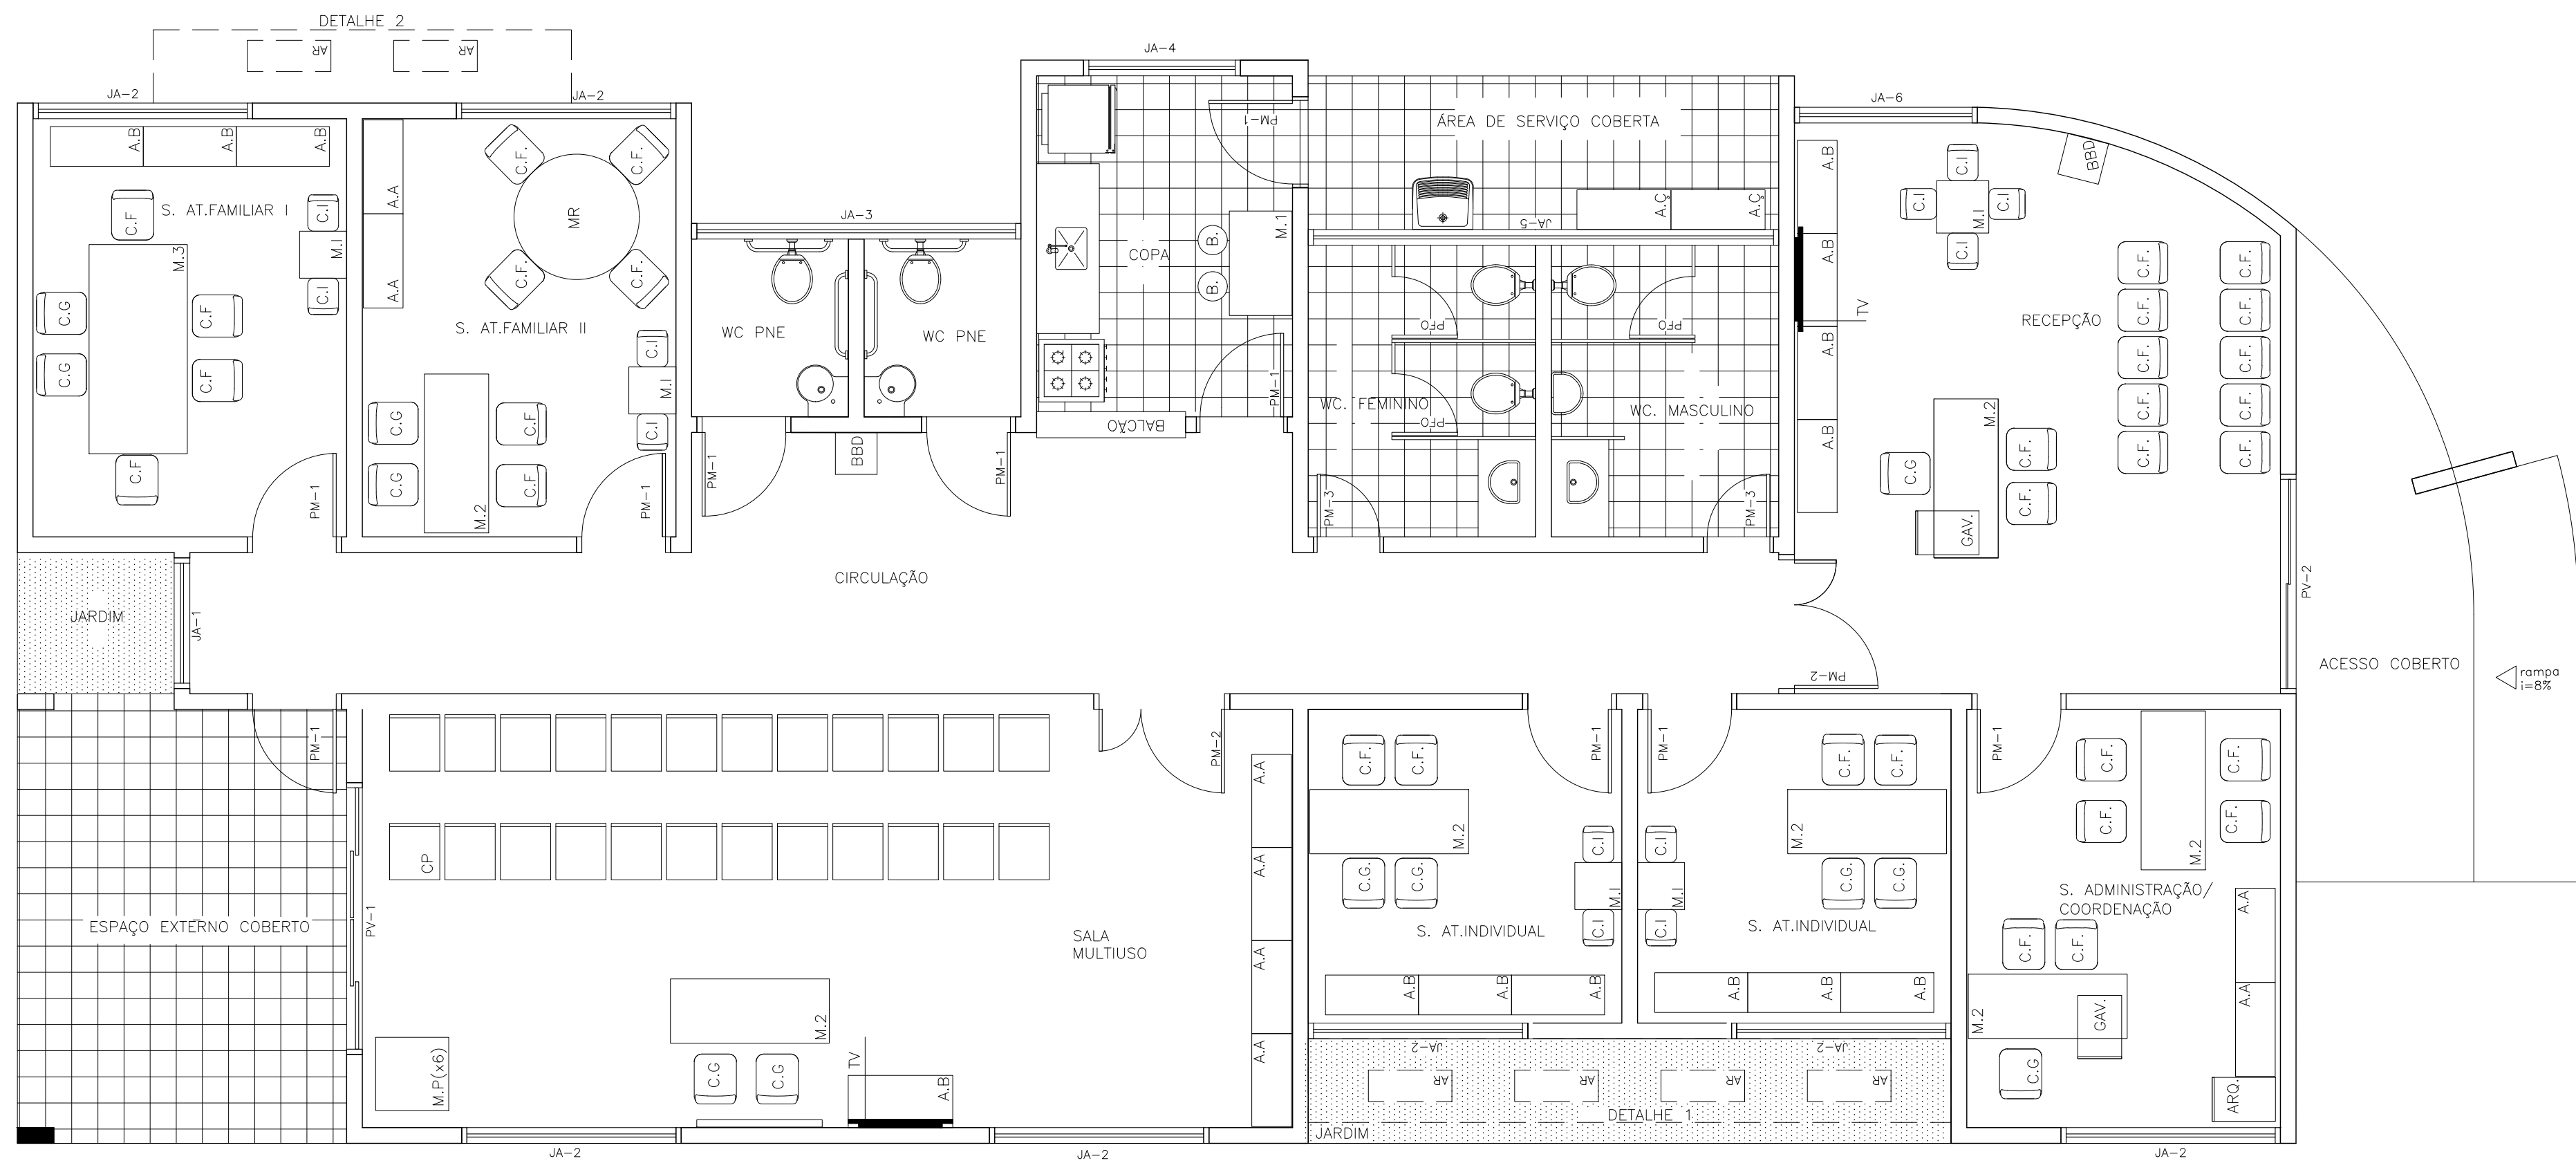 DETALHE 2
AR
AR
JA-4
JA-2
JA-2
JA-6
A.B
A.B
A.B
S. AT.FAMILIAR I
C.F
C.I
M.I
C.I
M.3
C.G
C.G
C.F
C.F
C.F
PM-1
A.A
A.A
C.F.
C.F.
C.F.
C.F.
MR
S. AT.FAMILIAR II
C.I
M.I
C.I
C.G
C.G
C.F
C.F
M.2
PM-1
JA-3
WC PNE
WC PNE
PM-1
BBD
PM-1
COPA
B.
B.
M.1
PM-1
PM-1
BALCÃO
ÁREA DE SERVIÇO COBERTA
A.Ç
A.Ç
JA-5
PFO
PFO
PFO
WC. FEMININO
WC. MASCULINO
PM-3
PM-3
A.B
A.B
A.B
A.B
TV
C.I
C.I
C.I
C.I
M.I
BBD
RECEPÇÃO
C.F.
C.F.
C.F.
C.F.
C.F.
C.F.
C.F.
C.F.
C.F.
C.F.
M.2
C.G
C.F.
C.F.
GAV.
PV-2
CIRCULAÇÃO
JARDIM
JA-1
PM-2
ACESSO COBERTO
rampa
i=8%
PM-1
PM-2
CP
ESPAÇO EXTERNO COBERTO
PV-1
SALA
MULTIUSO
A.A
A.A
A.A
A.A
M.P(x6)
M.2
C.G
C.G
TV
A.B
JA-2
JA-2
C.F.
C.F.
PM-1
M.2
C.G.
C.G.
C.I
M.I
C.I
S. AT.INDIVIDUAL
A.B
A.B
A.B
PM-1
C.F.
C.F.
M.2
C.G.
C.G.
C.I
M.I
C.I
S. AT.INDIVIDUAL
A.B
A.B
A.B
JA-2
JA-2
AR
AR
AR
AR
DETALHE 1
JARDIM
PM-1
C.F.
C.F.
C.F.
C.F.
M.2
S. ADMINISTRAÇÃO/
COORDENAÇÃO
A.A
A.A
C.F.
C.F.
M.2
GAV.
C.G
ARQ.
JA-2